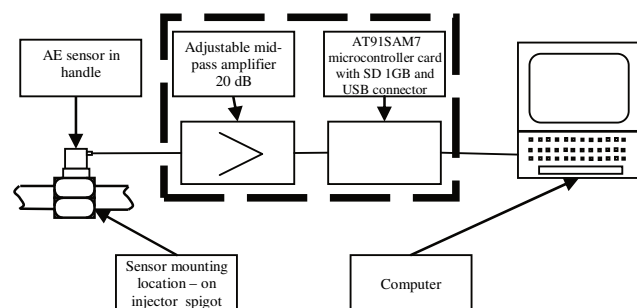 AE sensor in
handle
Adjustable mid-
pass amplifier
20 dB
AT91SAM7
microcontroller card
with SD 1GB and
USB connector
Sensor mounting
location – on
injector spigot
Computer